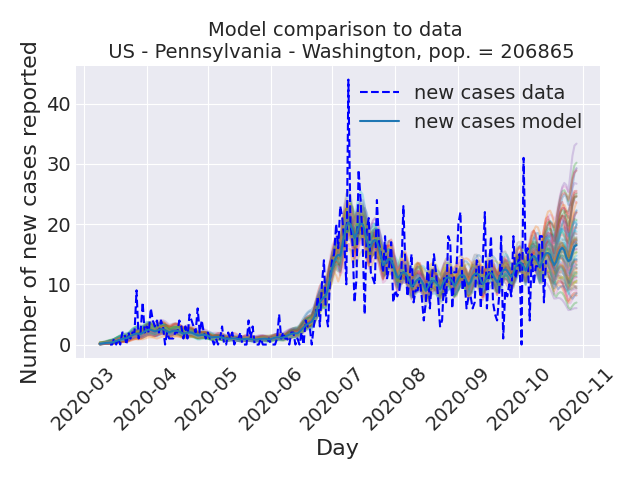 Model comparison to data
US - Pennsylvania - Washington, pop. = 206865
Number of new cases reported
40
30
20
10
0
new cases data
new cases model
2020-03
2020-04
2020-05
2020-06
2020-07
2020-08
2020-09
2020-10
2020-11
Day